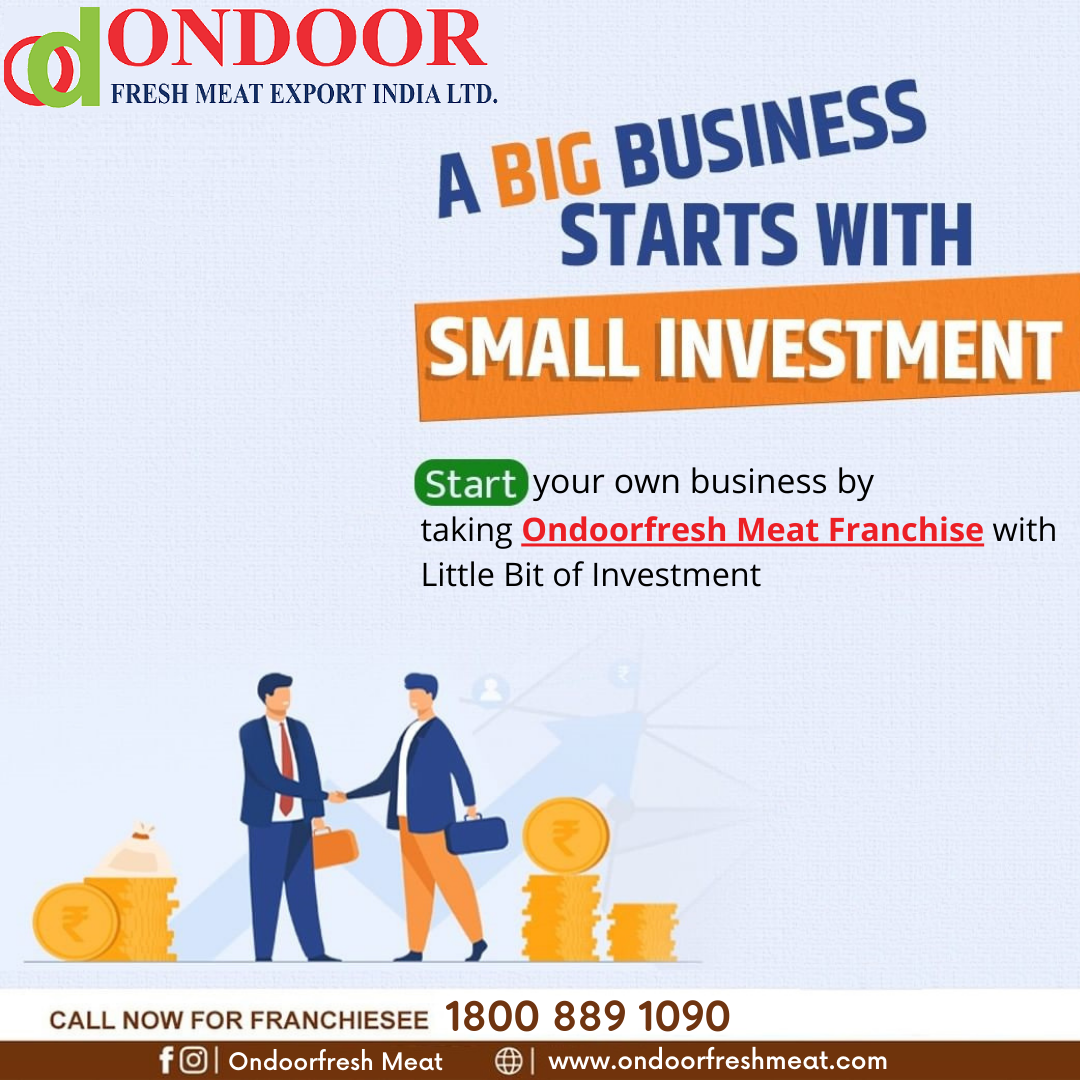 od ONDOOR
FRESH MEAT EXPORT INDIA LTD.
A BIG BUSINESS
STARTS WITH
SMALL INVESTMENT
Start your own business by
taking Ondoorfresh Meat Franchise with
Little Bit of Investment
₹
₹
₹
CALL NOW FOR FRANCHIESEE 1800 889 1090
f | Ondoorfresh Meat | www.ondoorfreshmeat.com